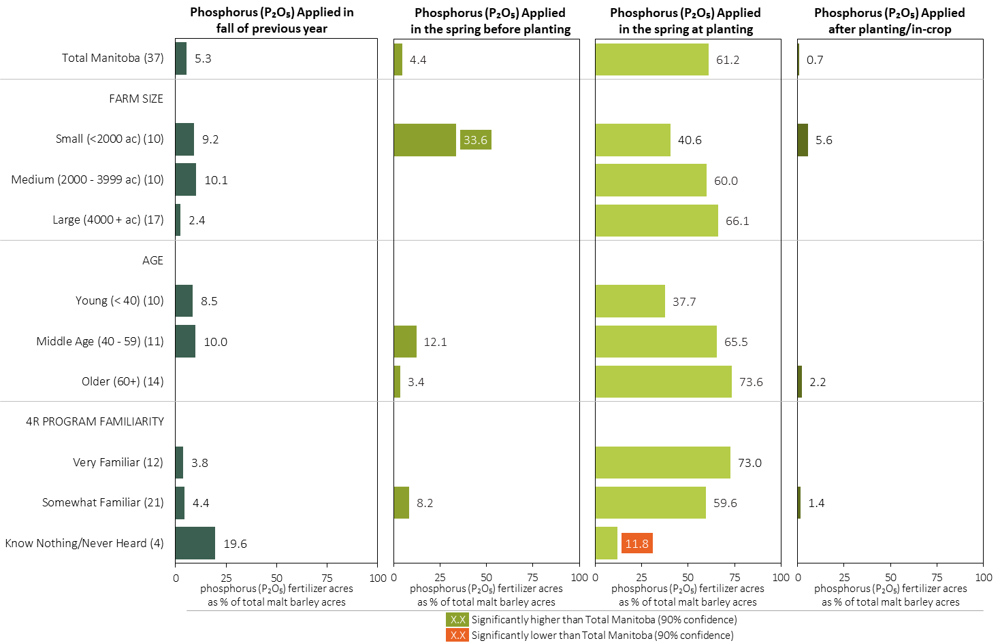 Phosphorus (P₂O₅) Applied in
fall of previous year
Phosphorus (P₂O₅) Applied
in the spring before planting
Phosphorus (P₂O₅) Applied
in the spring at planting
Phosphorus (P₂O₅) Applied
after planting/in-crop
Total Manitoba (37) 5.3 4.4 61.2 0.7
FARM SIZE
Small (<2000 ac) (10) 9.2 33.6 40.6 5.6
Medium (2000 - 3999 ac) (10) 10.1 60.0
Large (4000 + ac) (17) 2.4 66.1
AGE
Young (< 40) (10) 8.5 37.7
Middle Age (40 - 59) (11) 10.0 12.1 65.5
Older (60+) (14) 3.4 73.6 2.2
4R PROGRAM FAMILIARITY
Very Familiar (12) 3.8 73.0
Somewhat Familiar (21) 4.4 8.2 59.6 1.4
Know Nothing/Never Heard (4) 19.6 11.8
0 25 50 75 100 0 25 50 75 100 0 25 50 75 100 0 25 50 75 100
phosphorus (P₂O₅) fertilizer acres
as % of total malt barley acres
phosphorus (P₂O₅) fertilizer acres
as % of total malt barley acres
phosphorus (P₂O₅) fertilizer acres
as % of total malt barley acres
phosphorus (P₂O₅) fertilizer acres
as % of total malt barley acres
X.X Significantly higher than Total Manitoba (90% confidence)
X.X Significantly lower than Total Manitoba (90% confidence)